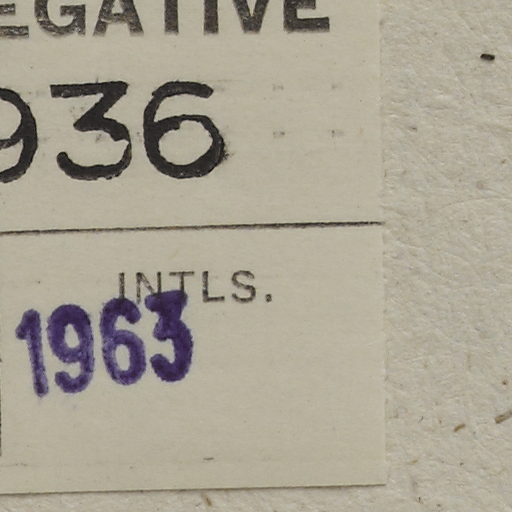 EGATIVE
936
INTLS.
1963